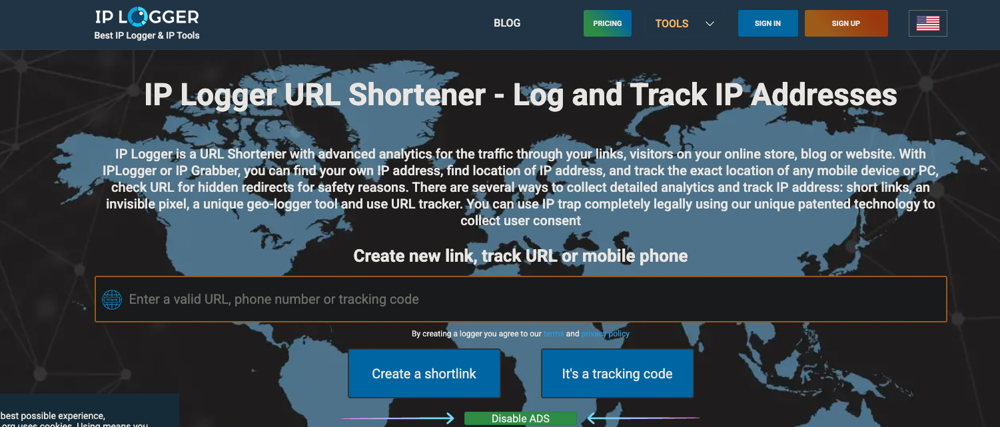 IP LOGGER
Best IP Logger & IP Tools
BLOG
PRICING
TOOLS
SIGN IN
SIGN UP
IP Logger URL Shortener - Log and Track IP Addresses
IP Logger is a URL Shortener with advanced analytics for the traffic through your links, visitors on your online store, blog or website. With
IPLogger or IP Grabber, you can find your own IP address, find location of IP address, and track the exact location of any mobile device or PC,
check URL for hidden redirects for safety reasons. There are several ways to collect detailed analytics and track IP address: short links, an
invisible pixel, a unique geo-logger tool and use URL tracker. You can use IP trap completely legally using our unique patented technology to
collect user consent
Create new link, track URL or mobile phone
www
Enter a valid URL, phone number or tracking code
By creating a logger you agree to our terms and privacy policy
Create a shortlink
It's a tracking code
best possible experience,
.org uses cookies. Using means you
Disable ADS